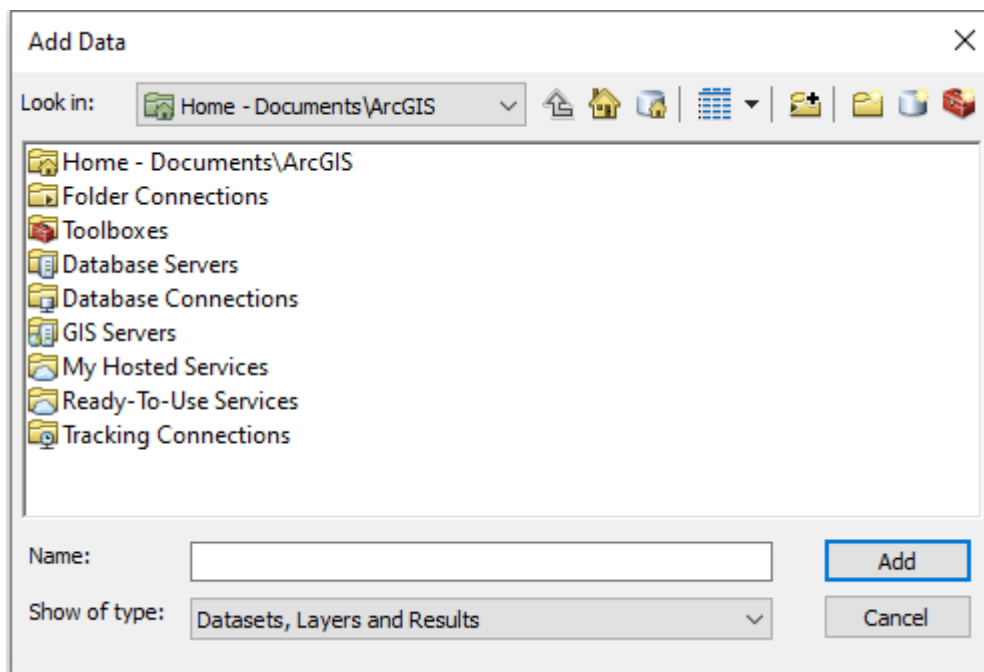 Add Data
Look in: Home - Documents\ArcGIS
Home - Documents\ArcGIS
Folder Connections
Toolboxes
Database Servers
Database Connections
GIS Servers
My Hosted Services
Ready-To-Use Services
Tracking Connections
Name: Add
Show of type: Datasets, Layers and Results Cancel